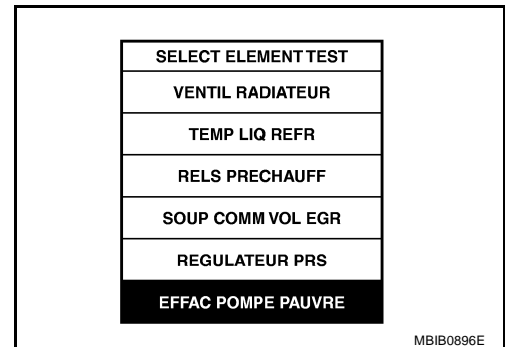 SELECT ELEMENT TEST
VENTIL RADIATEUR
TEMP LIQ REFR
RELS PRECHAUFF
SOUP COMM VOL EGR
REGULATEUR PRS
EFFAC POMPE PAUVRE
MBIB0896E